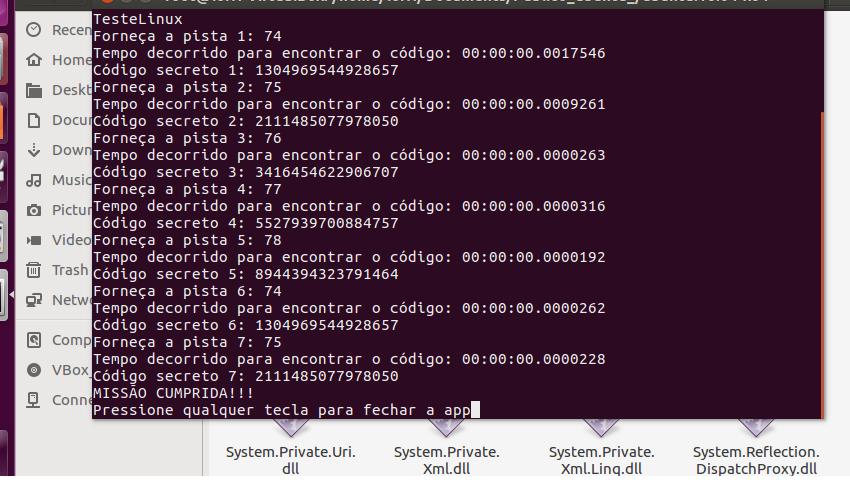 TesteLinux
Forneça a pista 1: 74
Tempo decorrido para encontrar o código: 00:00:00.0017546
Código secreto 1: 1304969544928657
Forneça a pista 2: 75
Tempo decorrido para encontrar o código: 00:00:00.0009261
Código secreto 2: 2111485077978050
Forneça a pista 3: 76
Tempo decorrido para encontrar o código: 00:00:00.0000263
Código secreto 3: 3416454622906707
Forneça a pista 4: 77
Tempo decorrido para encontrar o código: 00:00:00.0000316
Código secreto 4: 5527939700884757
Forneça a pista 5: 78
Tempo decorrido para encontrar o código: 00:00:00.0000192
Código secreto 5: 8944394323791464
Forneça a pista 6: 74
Tempo decorrido para encontrar o código: 00:00:00.0000262
Código secreto 6: 1304969544928657
Forneça a pista 7: 75
Tempo decorrido para encontrar o código: 00:00:00.0000228
Código secreto 7: 2111485077978050
MISSÃO CUMPRIDA!!!
Pressione qualquer tecla para fechar a app
Recen
Home
Deskt
Docu
Down
Music
Pictur
Video
Trash
Netwo
Comp
VBox
Conne
System.Private.Uri.
dll
System.Private.
Xml.dll
System.Private.
Xml.Linq.dll
System.Reflection.
DispatchProxy.dll